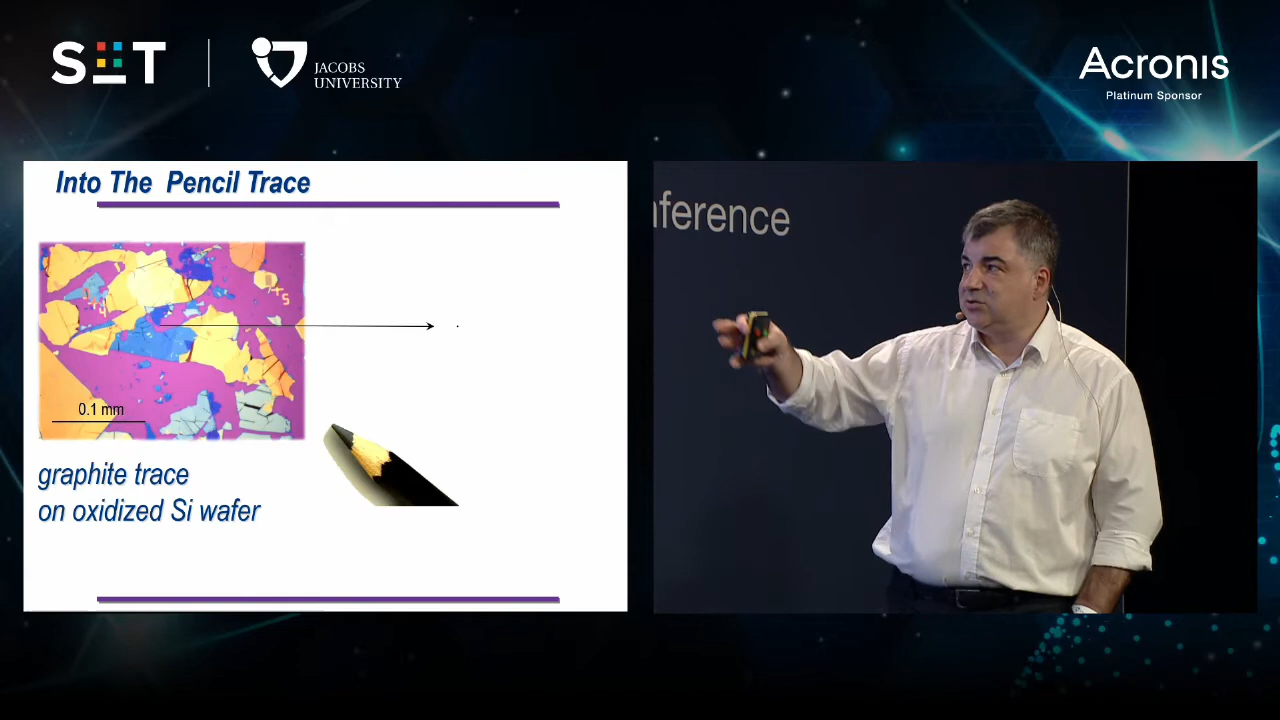 SET
JACOBS
UNIVERSITY
Acronis
Platinum Sponsor
Into The Pencil Trace
0.1 mm
graphite trace
on oxidized Si wafer
nference